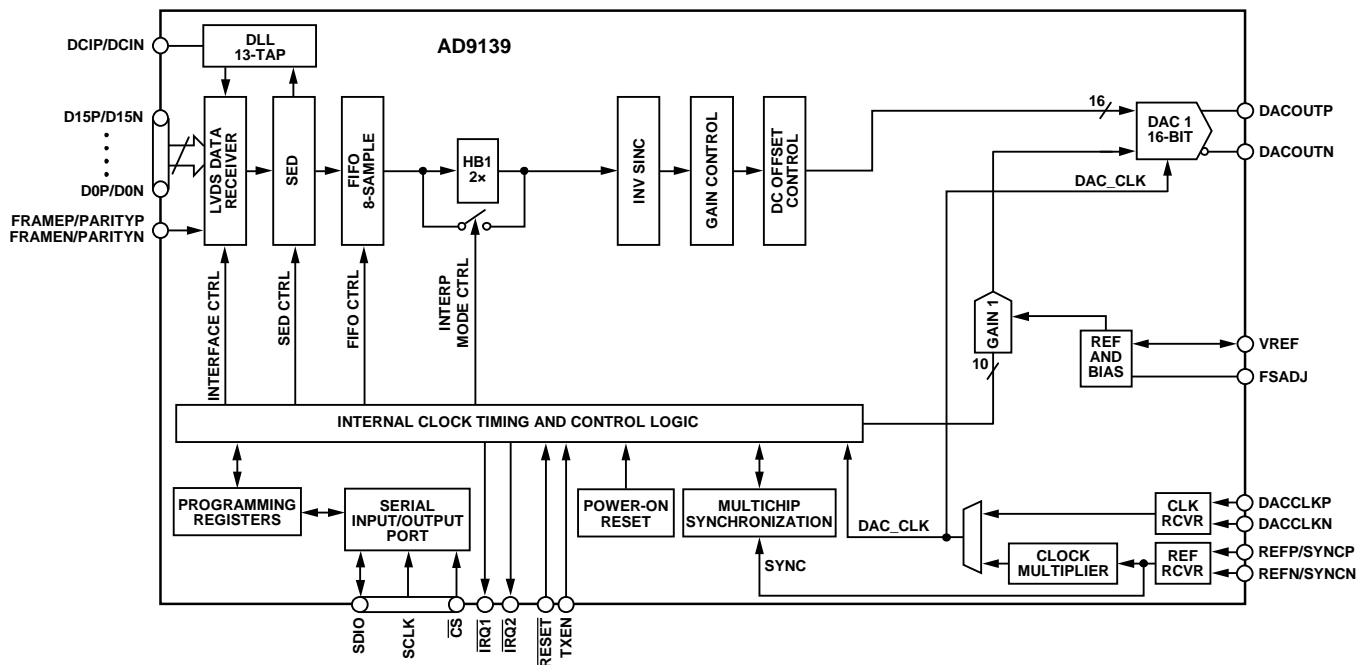 AD9139
DCIP/DCIN
DLL
13-TAP
D15P/D15N
D0P/D0N
FRAMEP/PARITYP
FRAMEN/PARITYN
LVDS DATA
RECEIVER
SED
FIFO
8-SAMPLE
HB1
2×
INV SINC
GAIN CONTROL
DC OFFSET
CONTROL
16
DAC 1
16-BIT
DACOUTP
DACOUTN
DAC_CLK
INTERFACE CTRL
SED CTRL
FIFO CTRL
INTERP
MODE CTRL
GAIN 1
10
REF
AND
BIAS
VREF
FSADJ
INTERNAL CLOCK TIMING AND CONTROL LOGIC
PROGRAMMING
REGISTERS
SERIAL
INPUT/OUTPUT
PORT
POWER-ON
RESET
MULTICHIP
SYNCHRONIZATION
DAC_CLK
SYNC
CLOCK
MULTIPLIER
CLK
RCVR
REF
RCVR
DACCLKP
DACCLKN
REFP/SYNCP
REFN/SYNCN
SDIO
SCLK
CS
IRQ1
IRQ2
RESET
TXEN